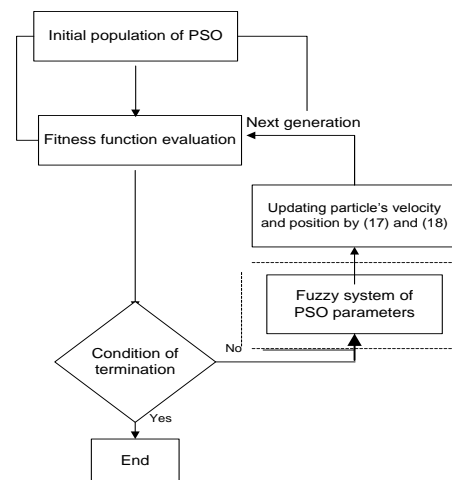 Initial population of PSO
Fitness function evaluation
Next generation
Updating particle's velocity
and position by (17) and (18)
Fuzzy system of
PSO parameters
Condition of
termination
No
Yes
End